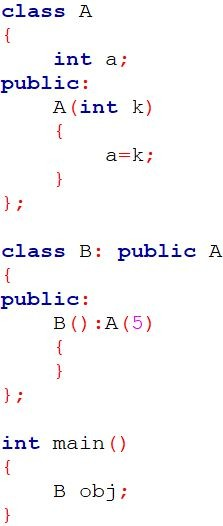 class A
{
    int a;
public:
    A(int k)
    {
        a=k;
    }
};

class B: public A
{
public:
    B():A(5)
    {
    }
};

int main()
{
    B obj;
}